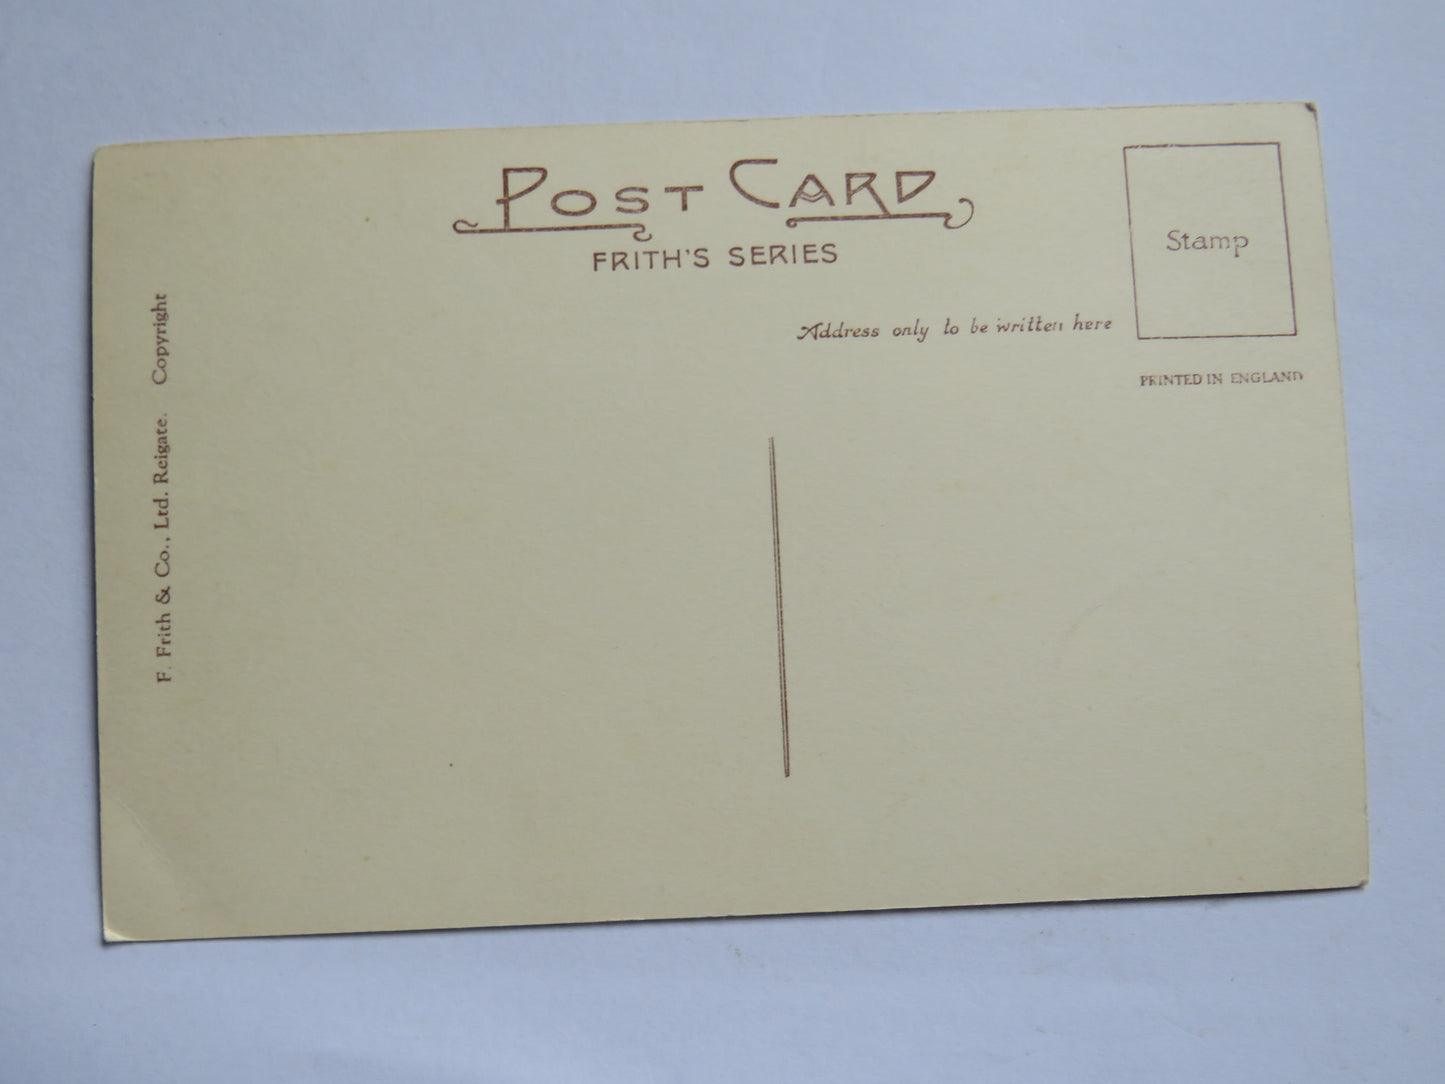 POST CARD
FRITH'S SERIES
Stamp
Address only to be written here
PRINTED IN ENGLAND
F. Frith & Co., Ltd. Reigate. Copyright